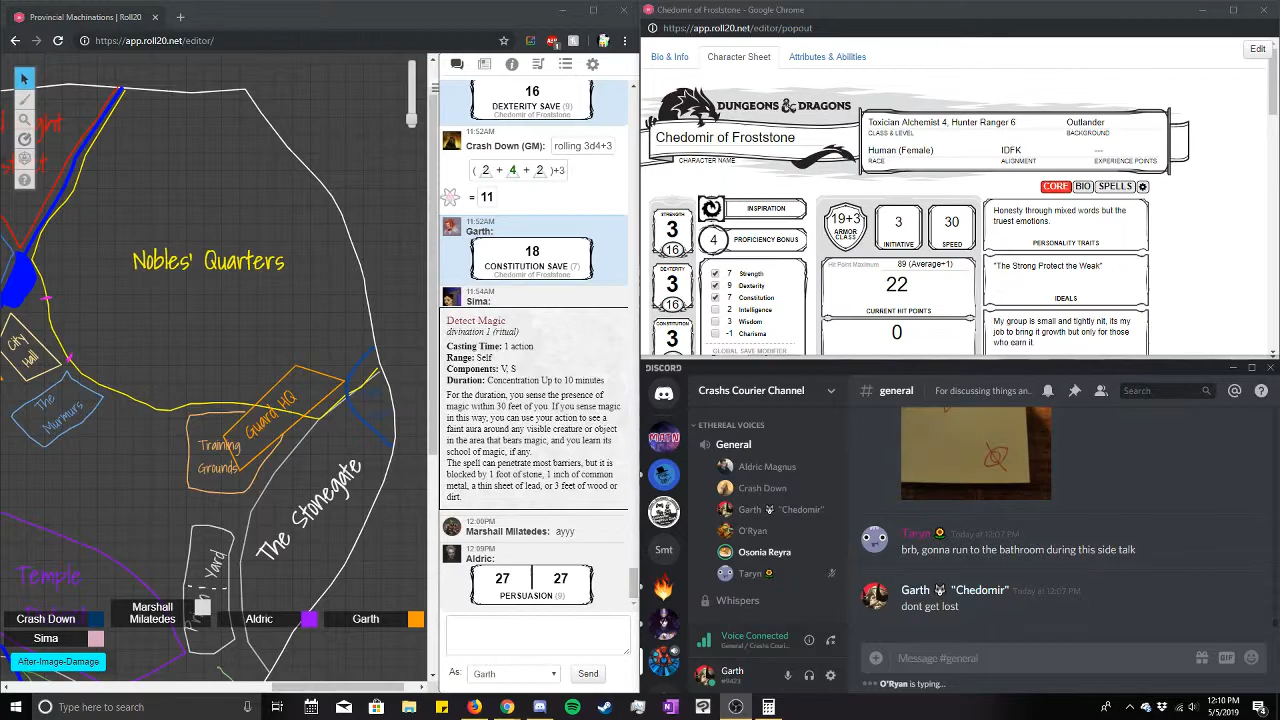 Provincial Machinations | Roll20
https://app.roll20.net/editor/
Nobles' Quarters
The
Murmurs
Guard HQ
Training
Grounds
The Stonegate
Yard
Temple
Crash Down
Marshall
Milatedes
Aldric
Garth
Sima
After-Image-Damage
16
DEXTERITY SAVE (9)
Chedomir of Froststone
11:52AM
Crash Down (GM): rolling 3d4+3
( 2 + 4 + 2 )+3
= 11
11:52AM
Garth:
18
CONSTITUTION SAVE (7)
Chedomir of Froststone
11:54AM
Sima:
Detect Magic
divination 1 (ritual)
Casting Time: 1 action
Range: Self
Components: V, S
Duration: Concentration Up to 10 minutes
For the duration, you sense the presence of
magic within 30 feet of you. If you sense magic
in this way, you can use your action to see a
faint aura around any visible creature or object
in the area that bears magic, and you learn its
school of magic, if any.
The spell can penetrate most barriers, but it is
blocked by 1 foot of stone, 1 inch of common
metal, a thin sheet of lead, or 3 feet of wood or
dirt.
12:00PM
Marshall Milatedes: ayyy
12:09PM
Aldric:
27 27
PERSUASION (9)
As: Garth Send
Chedomir of Froststone - Google Chrome
https://app.roll20.net/editor/popout
Bio & Info Character Sheet Attributes & Abilities Edit
DUNGEONS & DRAGONS
Chedomir of Froststone
CHARACTER NAME
Toxician Alchemist 4, Hunter Ranger 6 Outlander
CLASS & LEVEL BACKGROUND
Human (Female) IDFK ---
RACE ALIGNMENT EXPERIENCE POINTS
CORE BIO SPELLS
STRENGTH
3
16
DEXTERITY
3
16
CONSTITUTION
3
INSPIRATION
4 PROFICIENCY BONUS
7 Strength
9 Dexterity
7 Constitution
2 Intelligence
3 Wisdom
-1 Charisma
GLOBAL SAVE MODIFIER
19+3
ARMOR
CLASS
3
INITIATIVE
30
SPEED
Hit Point Maximum 89 (Average+1)
22
CURRENT HIT POINTS
0
Honesty through mixed words but the
truest emotions.
PERSONALITY TRAITS
"The Strong Protect the Weak"
IDEALS
My group is small and tightly nit, its my
job to bring it growth but only for those
who earn it.
DISCORD
Crashs Courier Channel
# general For discussing things an... Search
ETHEREAL VOICES
General
Aldric Magnus
Crash Down
Garth "Chedomir"
O'Ryan
Osonia Reyra
Taryn
Whispers
MATN
Smt
Voice Connected
General / Crashs Couri...
Garth
#9423
Taryn Today at 12:07 PM
brb, gonna run to the bathroom during this side talk
Garth "Chedomir" Today at 12:07 PM
dont get lost
Message #general
GIF
O'Ryan is typing...
Type here to search
12:10 PM
5/5/2019